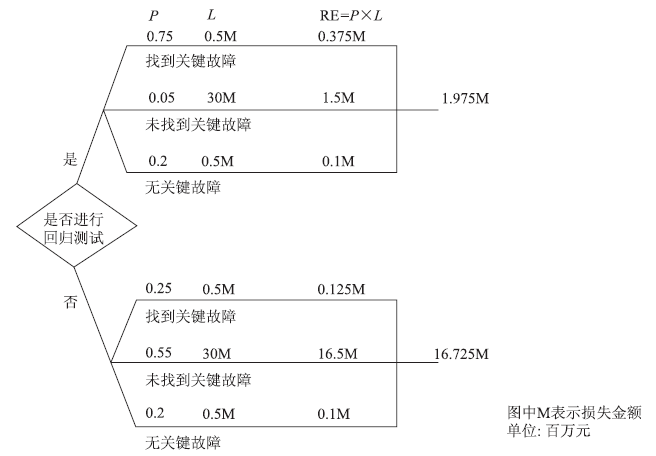 P L RE=P×L
0.75 0.5M 0.375M
找到关键故障
0.05 30M 1.5M 1.975M
未找到关键故障
是
0.2 0.5M 0.1M
无关键故障
是否进行
回归测试
否
0.25 0.5M 0.125M
找到关键故障
0.55 30M 16.5M 16.725M
未找到关键故障
0.2 0.5M 0.1M
无关键故障
图中M表示损失金额
单位: 百万元